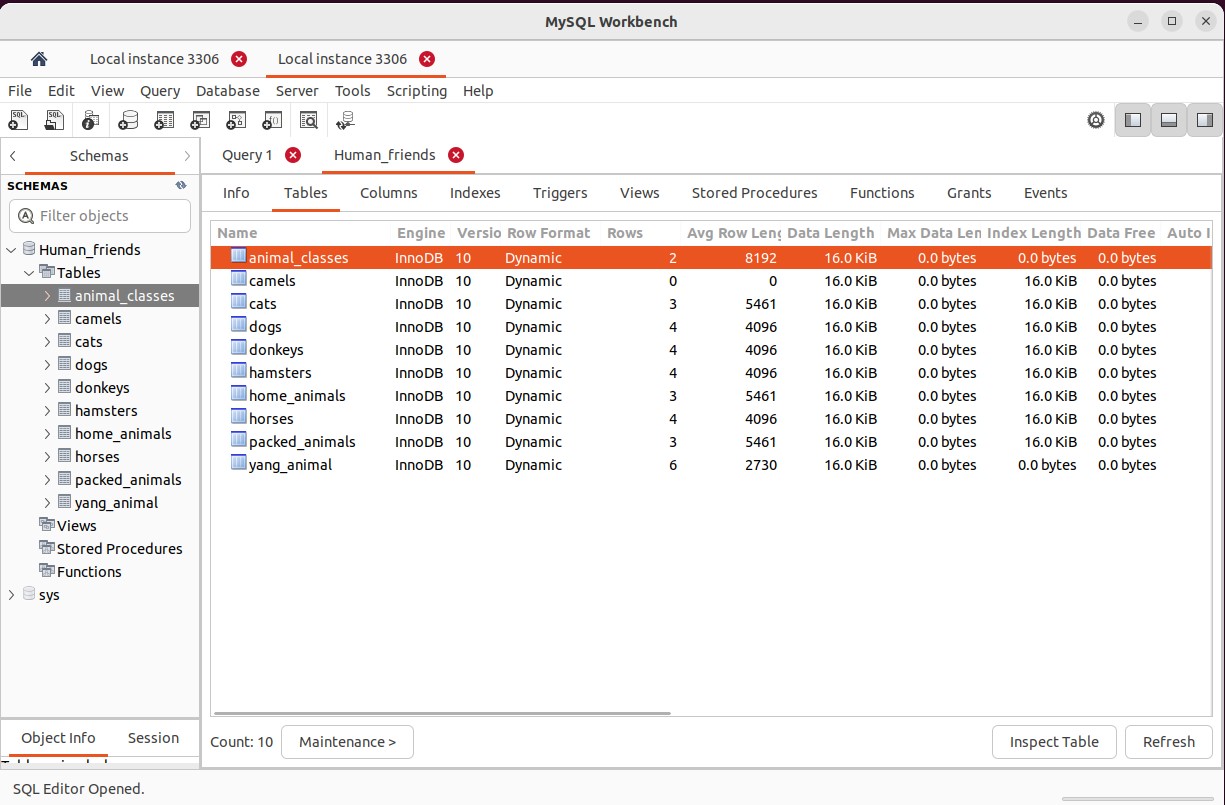 MySQL Workbench
Local instance 3306 Local instance 3306
File Edit View Query Database Server Tools Scripting Help
Schemas
SCHEMAS
Filter objects
Human_friends
Tables
animal_classes
camels
cats
dogs
donkeys
hamsters
home_animals
horses
packed_animals
yang_animal
Views
Stored Procedures
Functions
sys
Object Info Session
Query 1 Human_friends
Info Tables Columns Indexes Triggers Views Stored Procedures Functions Grants Events
Name Engine Versio Row Format Rows Avg Row Leng Data Length Max Data Len Index Length Data Free Auto I
animal_classes InnoDB 10 Dynamic 2 8192 16.0 KiB 0.0 bytes 0.0 bytes 0.0 bytes
camels InnoDB 10 Dynamic 0 0 16.0 KiB 0.0 bytes 16.0 KiB 0.0 bytes
cats InnoDB 10 Dynamic 3 5461 16.0 KiB 0.0 bytes 16.0 KiB 0.0 bytes
dogs InnoDB 10 Dynamic 4 4096 16.0 KiB 0.0 bytes 16.0 KiB 0.0 bytes
donkeys InnoDB 10 Dynamic 4 4096 16.0 KiB 0.0 bytes 16.0 KiB 0.0 bytes
hamsters InnoDB 10 Dynamic 4 4096 16.0 KiB 0.0 bytes 16.0 KiB 0.0 bytes
home_animals InnoDB 10 Dynamic 3 5461 16.0 KiB 0.0 bytes 16.0 KiB 0.0 bytes
horses InnoDB 10 Dynamic 4 4096 16.0 KiB 0.0 bytes 16.0 KiB 0.0 bytes
packed_animals InnoDB 10 Dynamic 3 5461 16.0 KiB 0.0 bytes 16.0 KiB 0.0 bytes
yang_animal InnoDB 10 Dynamic 6 2730 16.0 KiB 0.0 bytes 0.0 bytes 0.0 bytes
Count: 10 Maintenance > Inspect Table Refresh
SQL Editor Opened.